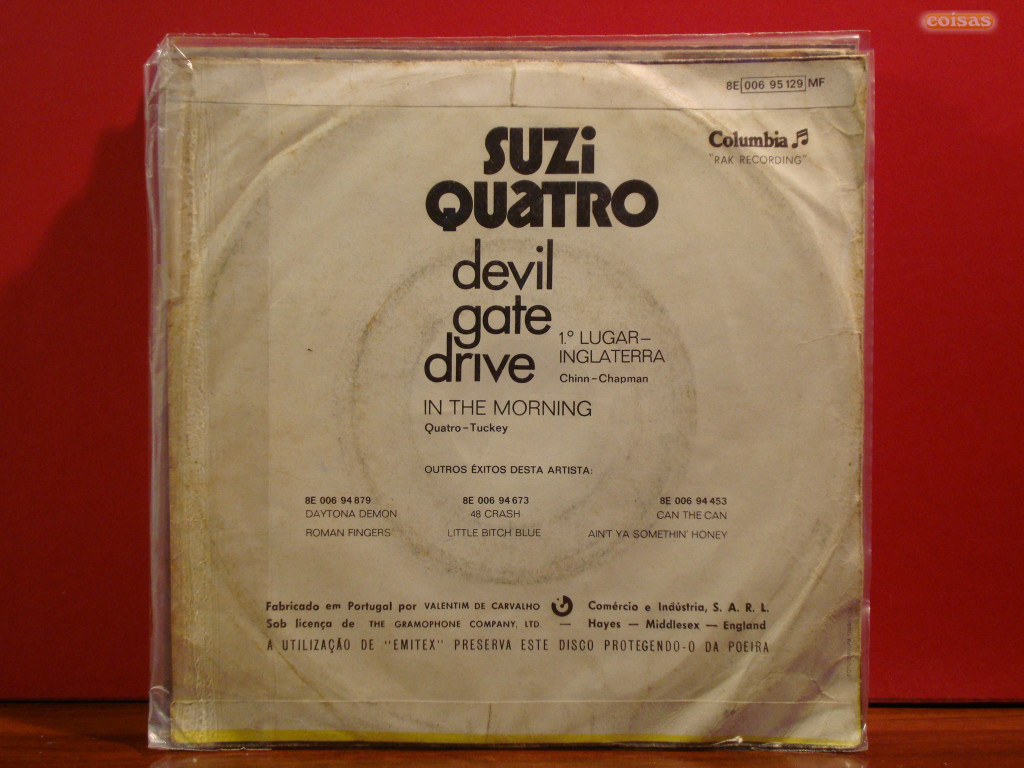 coisas
8E 006 95 129 MF
Columbia
"RAK RECORDING"
SUZi
QUaTRO
devil
gate
drive
1.º LUGAR–
INGLATERRA
Chinn–Chapman
IN THE MORNING
Quatro–Tuckey
OUTROS ÊXITOS DESTA ARTISTA:
8E 006 94 879
DAYTONA DEMON
ROMAN FINGERS
8E 006 94 673
48 CRASH
LITTLE BITCH BLUE
8E 006 94 453
CAN THE CAN
AIN'T YA SOMETHIN' HONEY
Fabricado em Portugal por VALENTIM DE CARVALHO Comércio e Indústria, S. A. R. L.
Sob licença de THE GRAMOPHONE COMPANY, LTD. — Hayes — Middlesex — England
A UTILIZAÇÃO DE "EMITEX" PRESERVA ESTE DISCO PROTEGENDO-O DA POEIRA